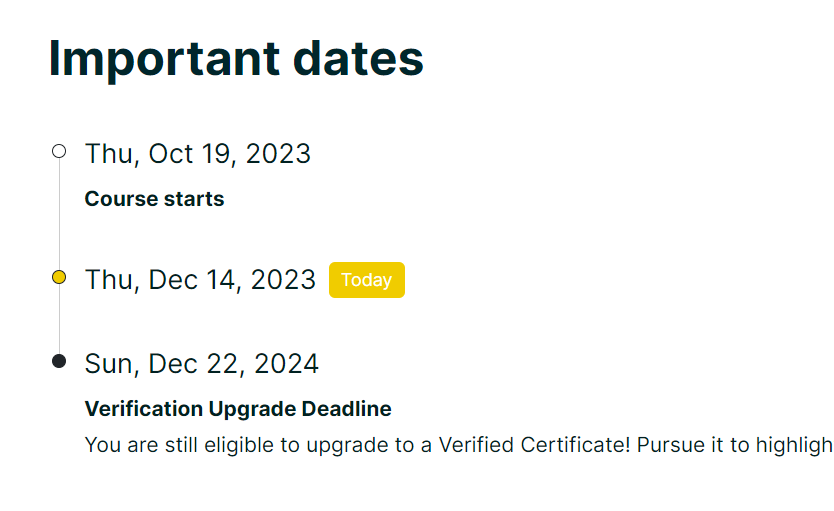 Important dates
Thu, Oct 19, 2023
Course starts
Thu, Dec 14, 2023 Today
Sun, Dec 22, 2024
Verification Upgrade Deadline
You are still eligible to upgrade to a Verified Certificate! Pursue it to highligh